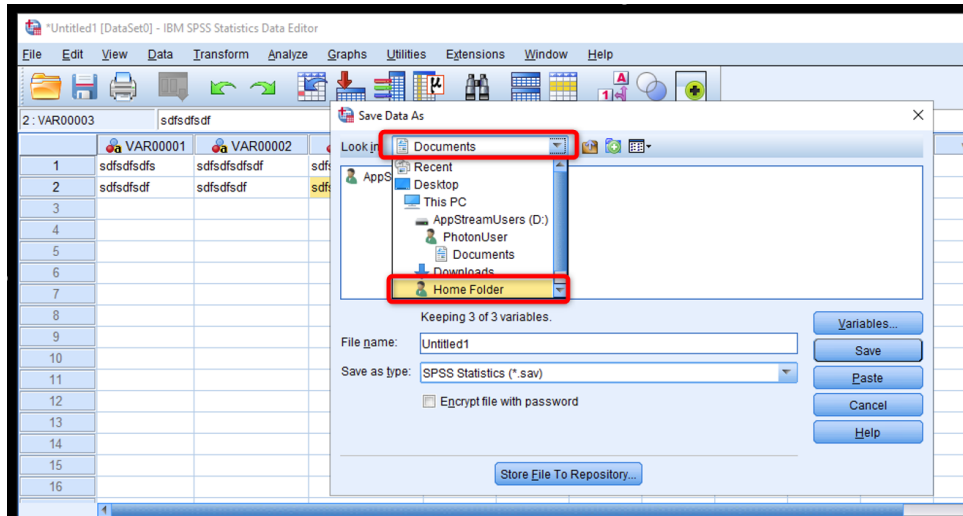 *Untitled1 [DataSet0] - IBM SPSS Statistics Data Editor
File Edit View Data Transform Analyze Graphs Utilities Extensions Window Help
2 : VAR00003 sdfsdfsdf
VAR00001 VAR00002
1 sdfsdfsdfs sdfsdfsdfsdf sdfs
2 sdfsdfsdf sdfsdfsdf sdfs
3
4
5
6
7
8
9
10
11
12
13
14
15
16
Save Data As
Look in: Documents
AppS
Recent
Desktop
This PC
AppStreamUsers (D:)
PhotonUser
Documents
Downloads
Home Folder
Keeping 3 of 3 variables.
File name: Untitled1
Save as type: SPSS Statistics (*.sav)
Encrypt file with password
Variables...
Save
Paste
Cancel
Help
Store File To Repository...